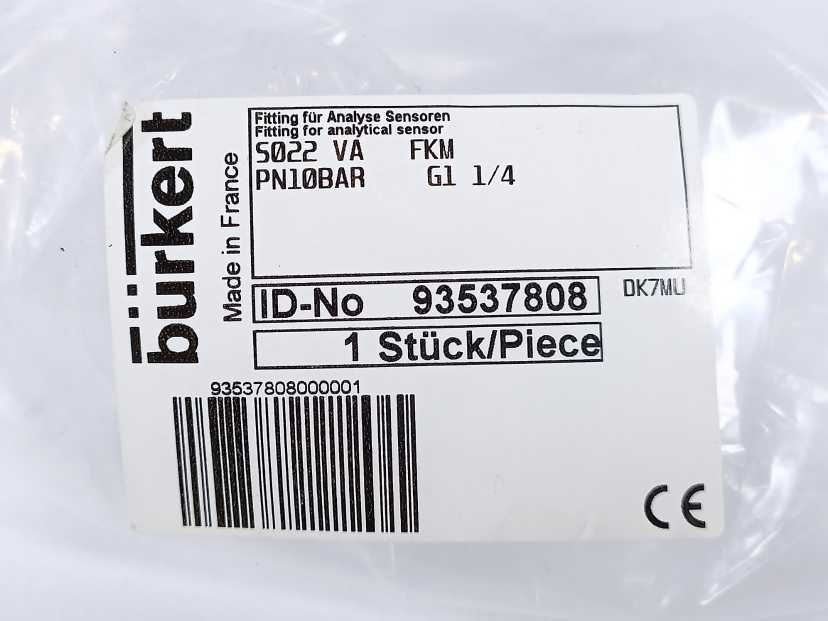 bürkert
Made in France
Fitting für Analyse Sensoren
Fitting for analytical sensor
S022 VA FKM
PN10BAR G1 1/4
ID-No 93537808
DK7MU
1 Stück/Piece
93537808000001
CE